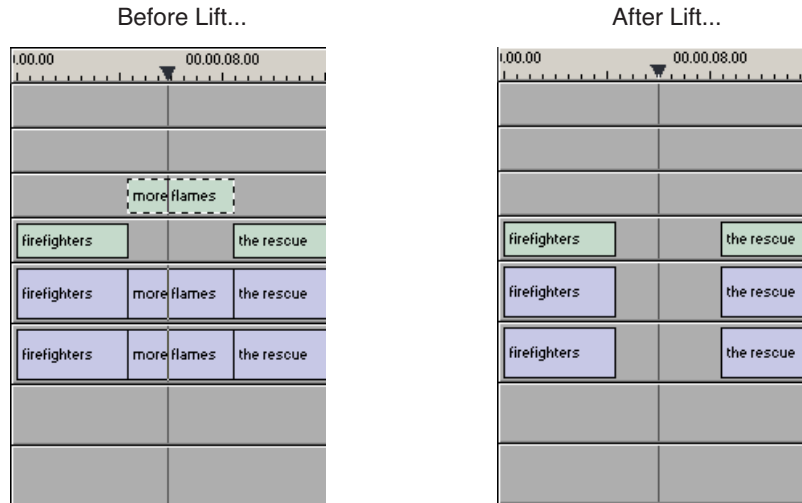 Before Lift...
After Lift...
:00.00 00.00.08.00
more flames
firefighters the rescue
firefighters more flames the rescue
firefighters more flames the rescue
:00.00 00.00.08.00
firefighters the rescue
firefighters the rescue
firefighters the rescue